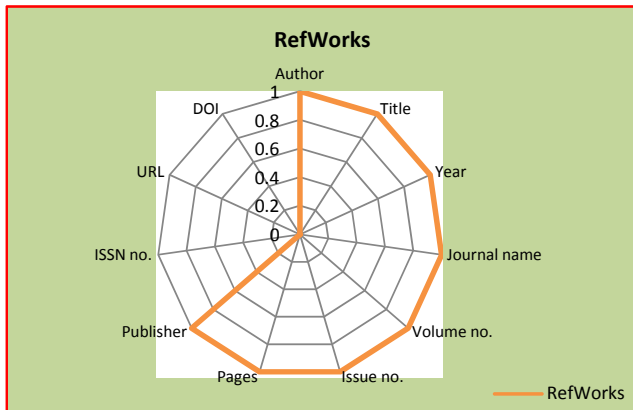 RefWorks
Author
1
DOI
Title
0.8
0.6
URL
Year
0.4
0.2
0
ISSN no.
Journal name
Publisher
Volume no.
Pages
Issue no.
RefWorks